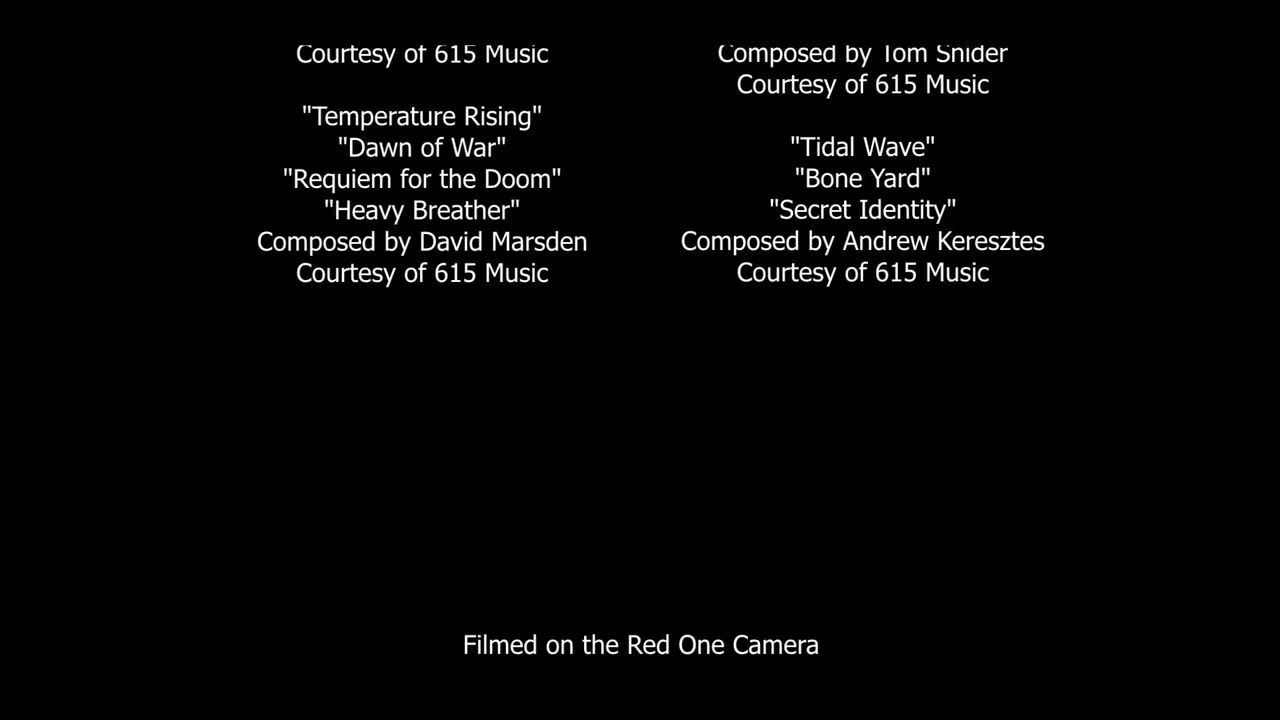 Courtesy of 615 Music
"Temperature Rising"
"Dawn of War"
"Requiem for the Doom"
"Heavy Breather"
Composed by David Marsden
Courtesy of 615 Music
Composed by Tom Snider
Courtesy of 615 Music
"Tidal Wave"
"Bone Yard"
"Secret Identity"
Composed by Andrew Keresztes
Courtesy of 615 Music
Filmed on the Red One Camera